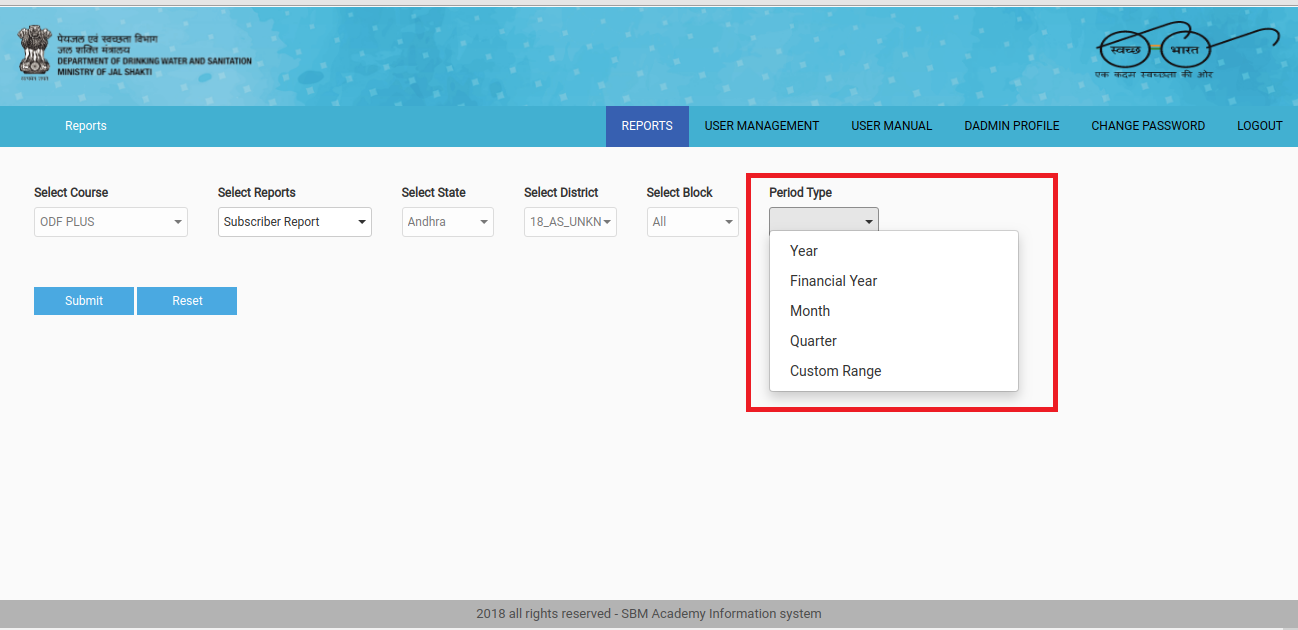 पेयजल एवं स्वच्छता विभाग
जल शक्ति मंत्रालय
DEPARTMENT OF DRINKING WATER AND SANITATION
MINISTRY OF JAL SHAKTI
स्वच्छ भारत
एक कदम स्वच्छता की ओर
Reports
REPORTS USER MANAGEMENT USER MANUAL DADMIN PROFILE CHANGE PASSWORD LOGOUT
Select Course Select Reports Select State Select District Select Block Period Type
ODF PLUS Subscriber Report Andhra 18_AS_UNKN All
Year
Financial Year
Month
Quarter
Custom Range
Submit Reset
2018 all rights reserved - SBM Academy Information system